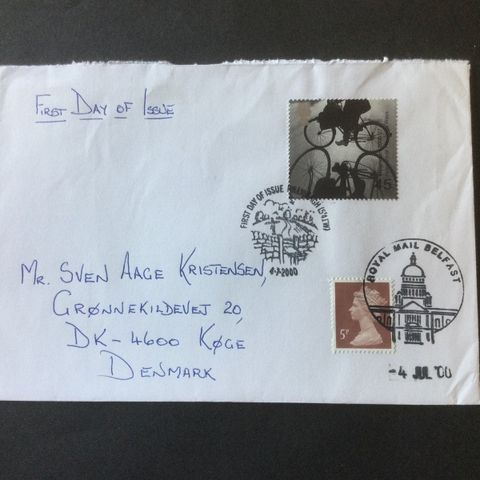 FIRST DAY OF ISSUE
45
FIRST DAY OF ISSUE
4-7-2000
ROYAL MAIL BELFAST
5P
4 JUL '00
MR. SVEN AAGE KRISTENSEN,
GRØNNEKILDEVEJ 20,
DK-4600 KØGE
DENMARK